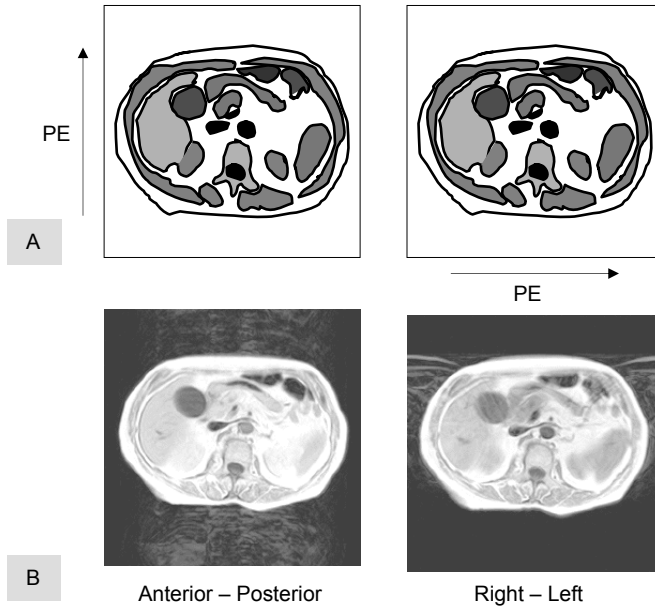 PE
A
PE
B
Anterior – Posterior
Right – Left